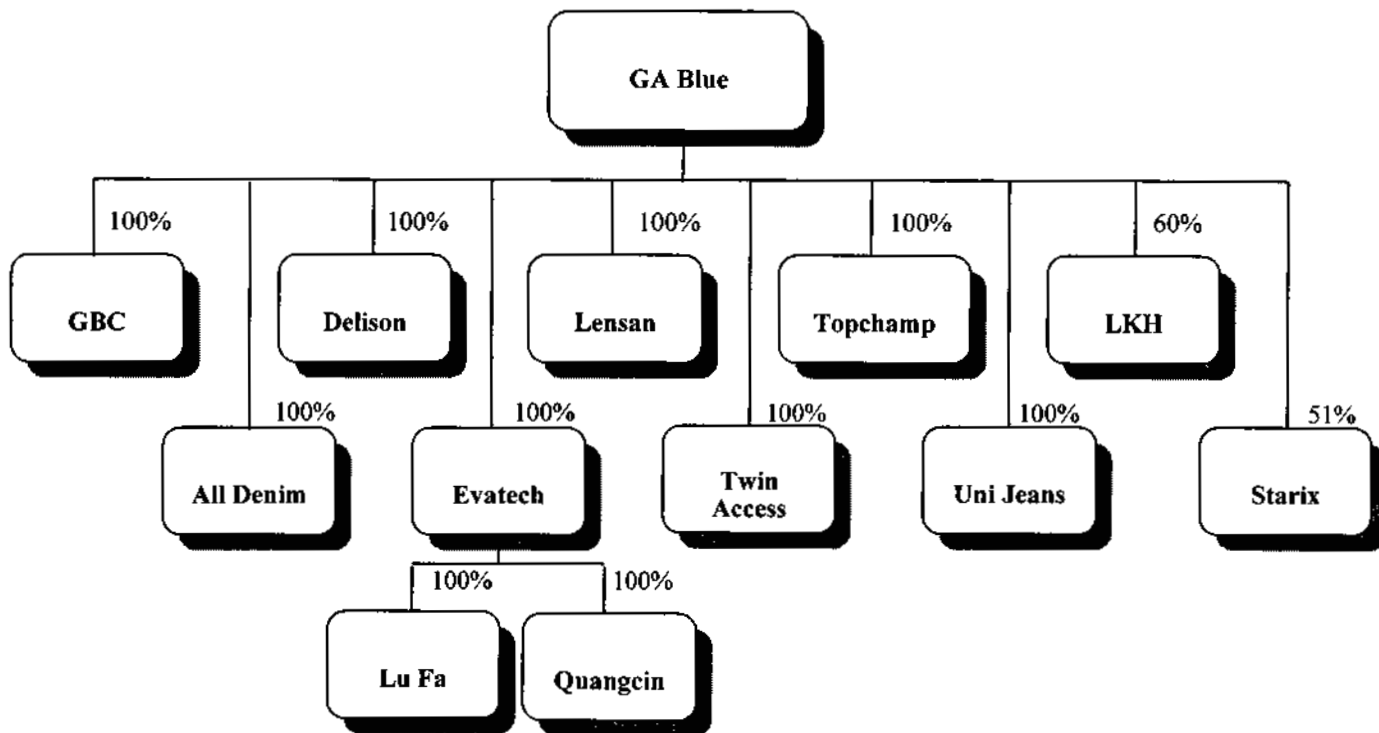 GA Blue
100%
100%
100%
100%
60%
GBC
Delison
Lensan
Topchamp
LKH
100%
100%
100%
100%
51%
All Denim
Evatech
Twin
Access
Uni Jeans
Starix
100%
100%
Lu Fa
Quangcin